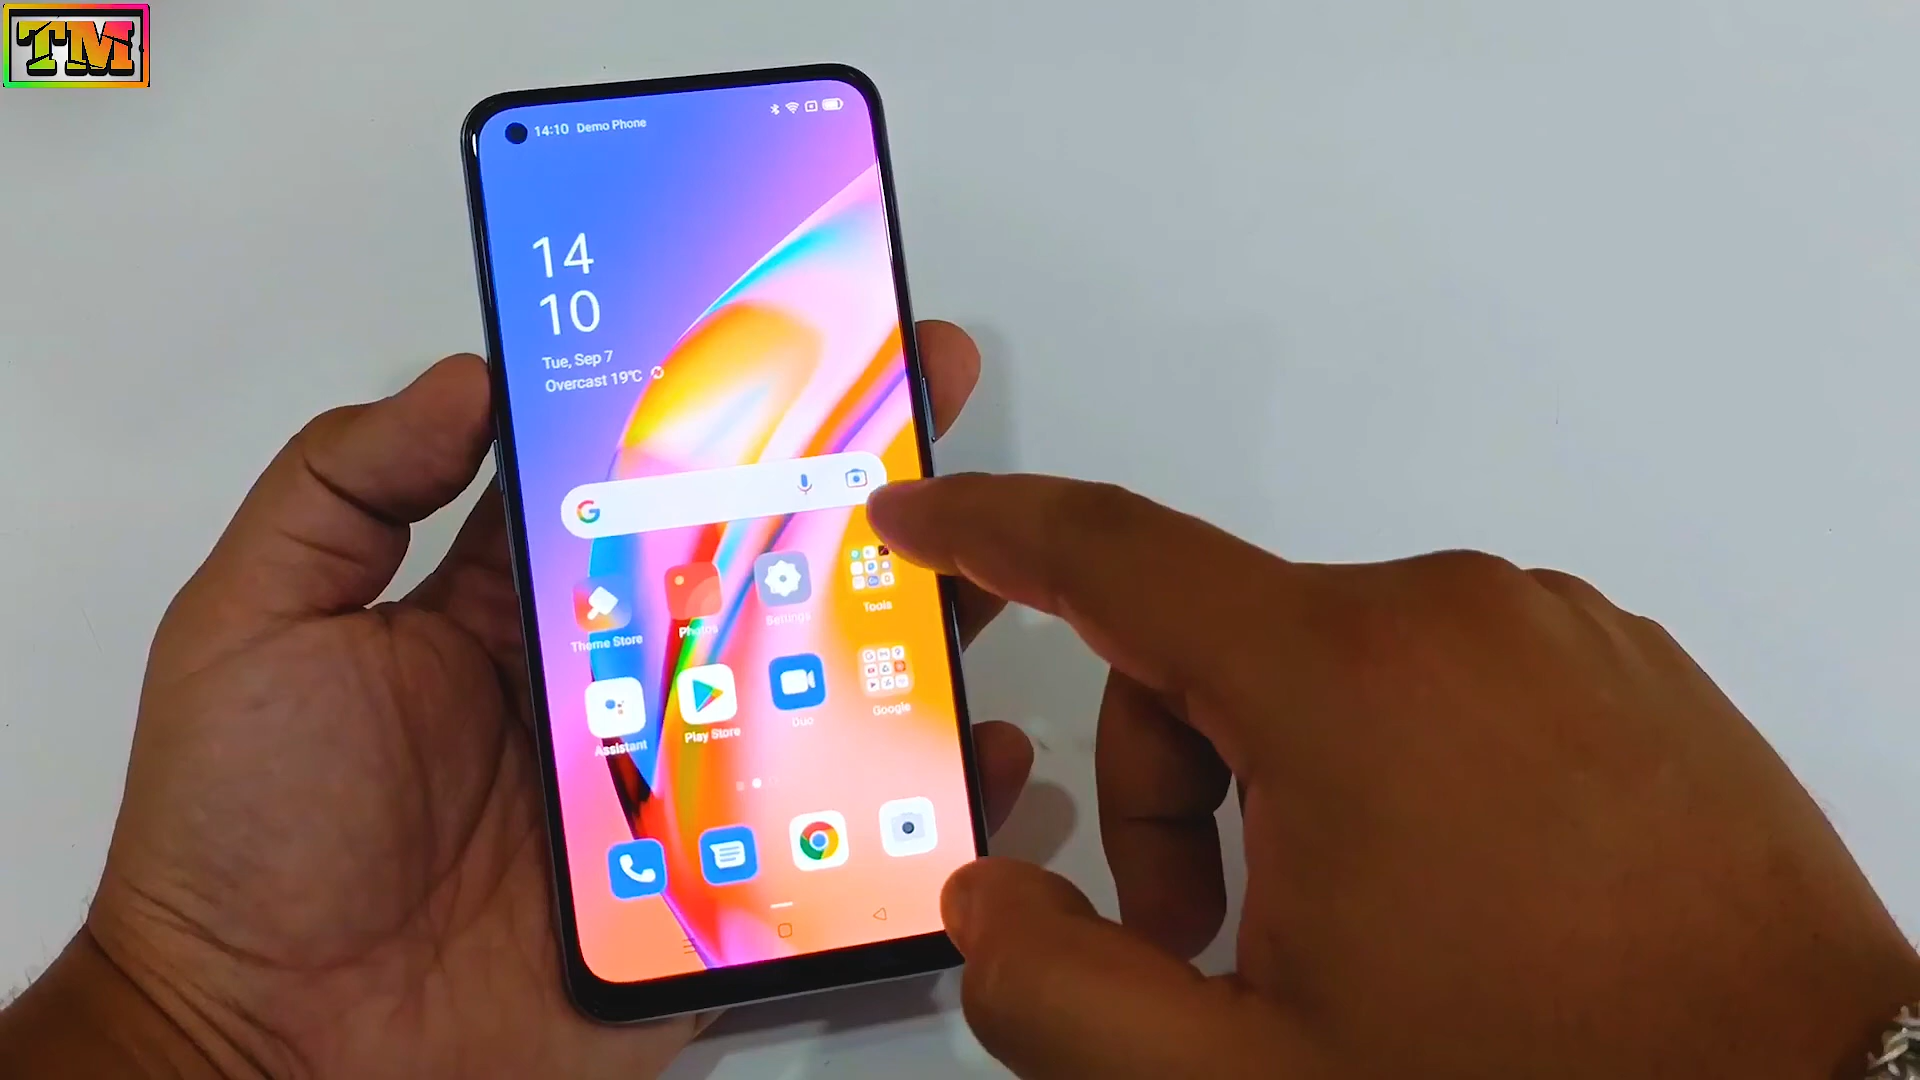 TM
14:10 Demo Phone
14
10
Tue, Sep 7
Overcast 19°C
Theme Store
Photos
Settings
Tools
Assistant
Play Store
Duo
Google